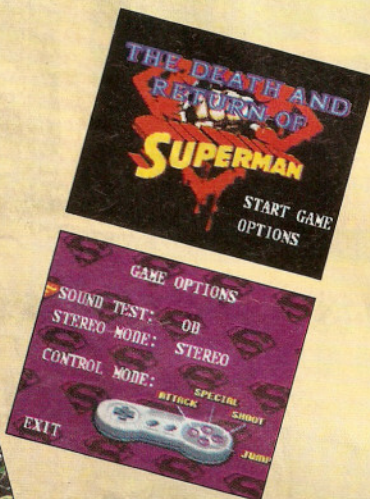 THE DEATH AND
RETURN OF
SUPERMAN
START GAME
OPTIONS
GAME OPTIONS
SOUND TEST: 0B
STEREO MODE: STEREO
CONTROL MODE:
ATTACK SPECIAL
SHOOT
JUMP
EXIT